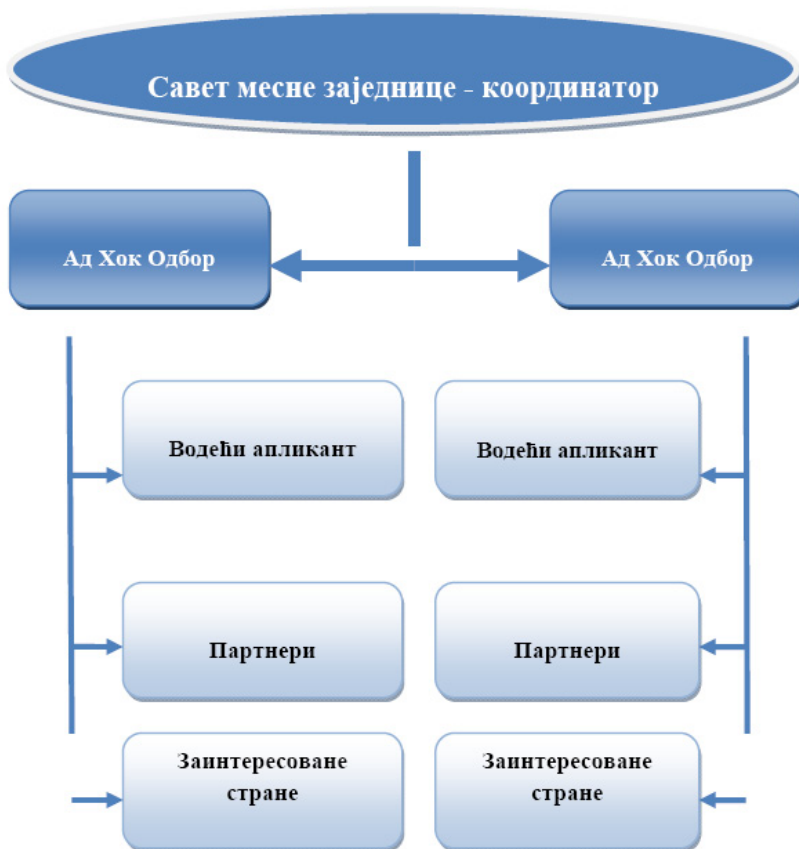 Савет месне заједнице - координатор
Ад Хок Одбор
Ад Хок Одбор
Водећи апликант
Водећи апликант
Партнери
Партнери
Заинтересоване
стране
Заинтересоване
стране